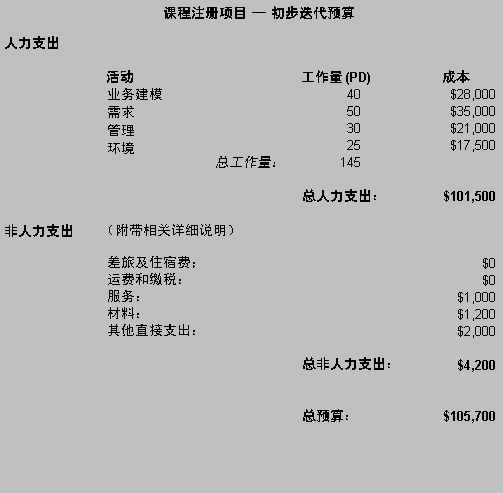 课程注册项目 — 初步迭代预算
人力支出
活动 工作量 (PD) 成本
业务建模 40 $28,000
需求 50 $35,000
管理 30 $21,000
环境 25 $17,500
总工作量： 145
总人力支出： $101,500
非人力支出 （附带相关详细说明）
差旅及住宿费： $0
运费和缴税： $0
服务： $1,000
材料： $1,200
其他直接支出： $2,000
总非人力支出： $4,200
总预算： $105,700